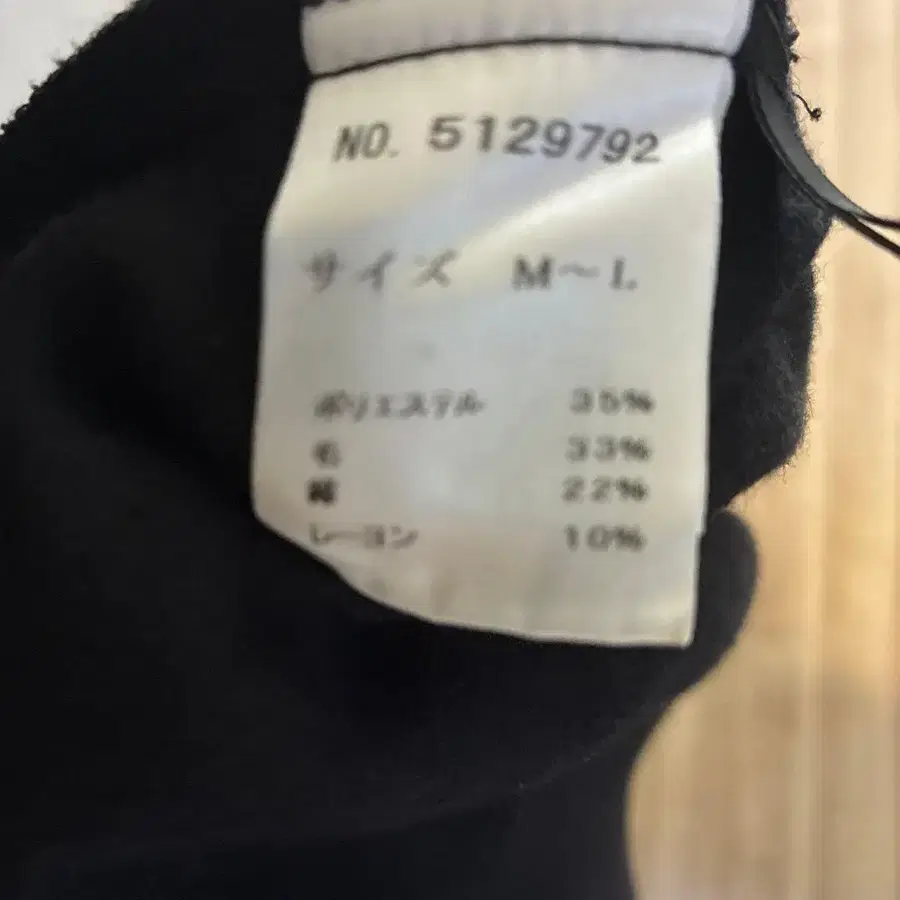 NO. 5129792
サイズ M～L
ポリエステル 35%
毛 33%
綿 22%
レーヨン 10%